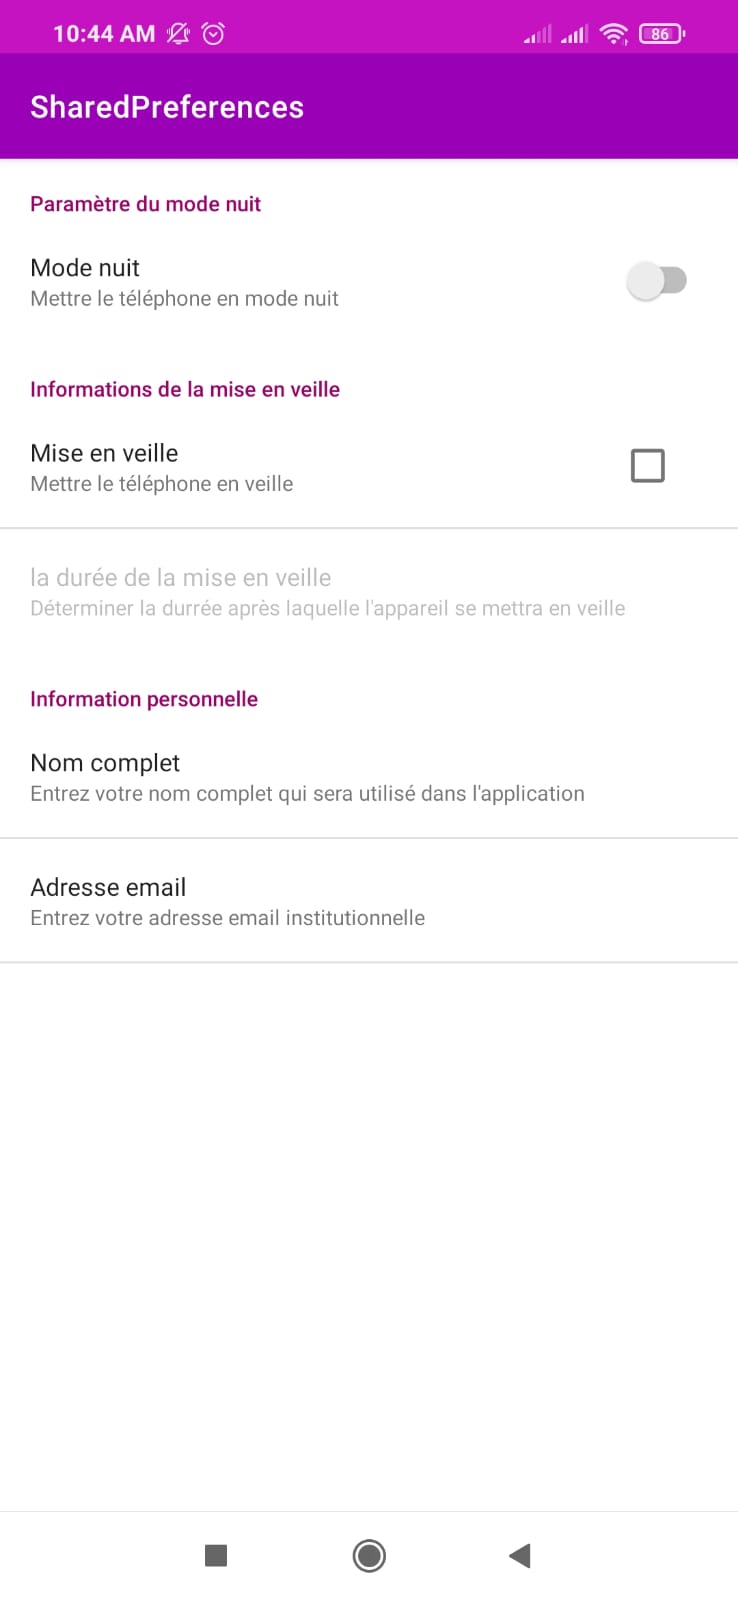 10:44 AM
86
SharedPreferences
Paramètre du mode nuit
Mode nuit
Mettre le téléphone en mode nuit
Informations de la mise en veille
Mise en veille
Mettre le téléphone en veille
la durée de la mise en veille
Déterminer la durrée après laquelle l'appareil se mettra en veille
Information personnelle
Nom complet
Entrez votre nom complet qui sera utilisé dans l'application
Adresse email
Entrez votre adresse email institutionnelle